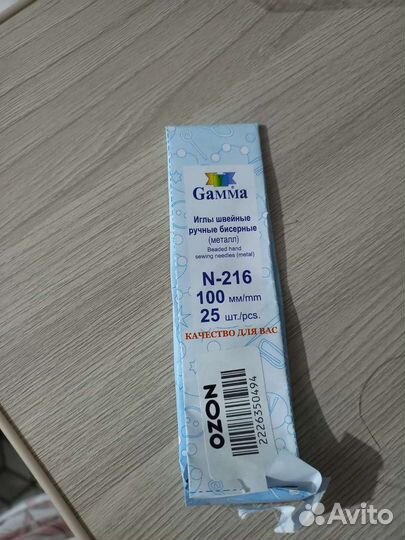 Gamma
Иглы швейные
ручные бисерные
(металл)
Beaded hand
sewing needles (metal)
N-216
100 мм/mm
25 шт./pcs.
КАЧЕСТВО ДЛЯ ВАС
OZON
2226350494
Avito